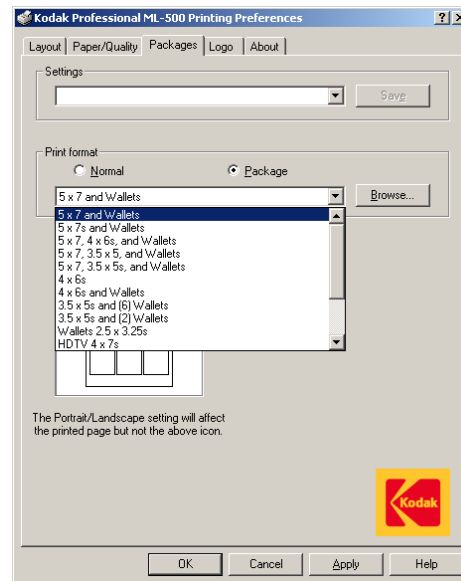 Kodak Professional ML-500 Printing Preferences
Layout Paper/Quality Packages Logo About
Settings
Save
Print format
Normal Package
5 x 7 and Wallets
Browse...
5 x 7 and Wallets
5 x 7s and Wallets
5 x 7, 4 x 6s, and Wallets
5 x 7, 3.5 x 5, and Wallets
5 x 7, 3.5 x 5s, and Wallets
4 x 6s
4 x 6s and Wallets
3.5 x 5s and (6) Wallets
3.5 x 5s and (2) Wallets
Wallets 2.5 x 3.25s
HDTV 4 x 7s
The Portrait/Landscape setting will affect
the printed page but not the above icon.
Kodak
OK Cancel Apply Help